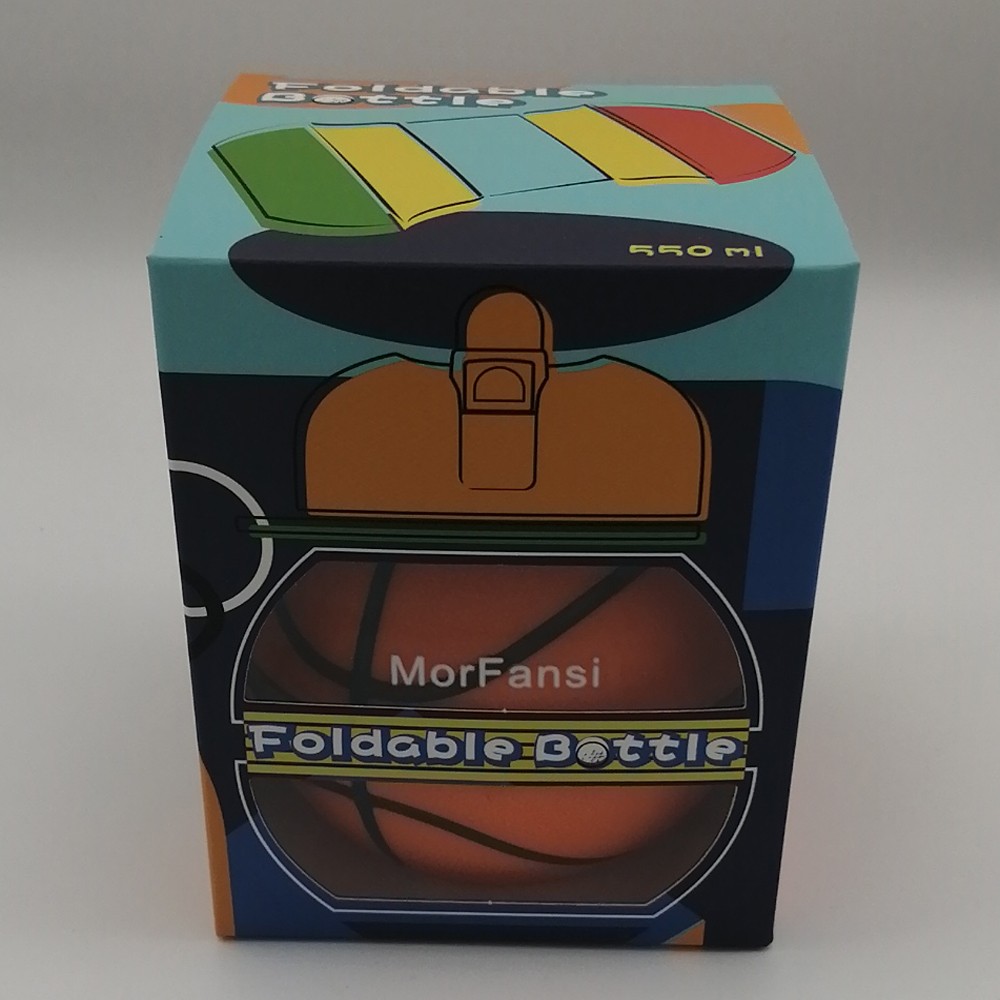 Foldable
Bottle
550 ml
MorFansi
Foldable Bottle